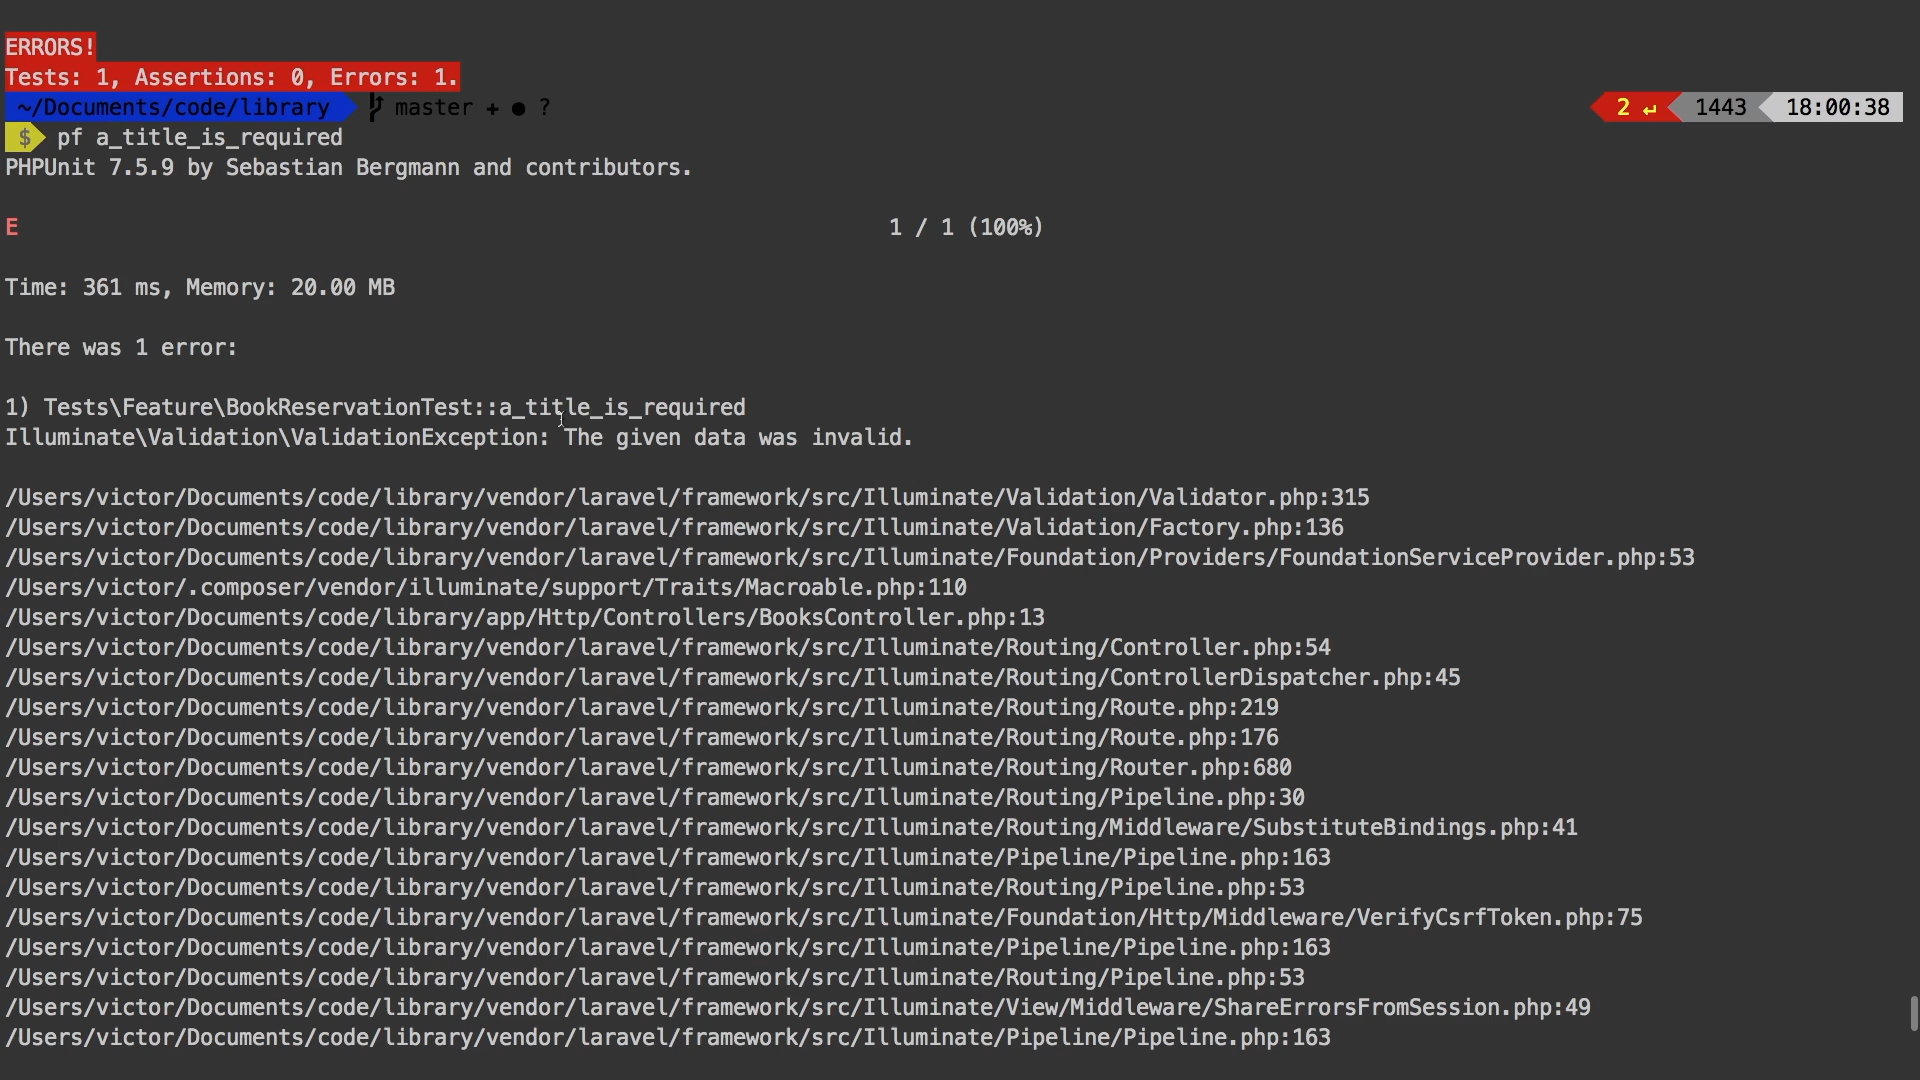 ERRORS!
Tests: 1, Assertions: 0, Errors: 1.
~/Documents/code/library master + ● ? 2 ↵ 1443 18:00:38
$ pf a_title_is_required
PHPUnit 7.5.9 by Sebastian Bergmann and contributors.
E 1 / 1 (100%)
Time: 361 ms, Memory: 20.00 MB
There was 1 error:
1) Tests\Feature\BookReservationTest::a_title_is_required
Illuminate\Validation\ValidationException: The given data was invalid.
/Users/victor/Documents/code/library/vendor/laravel/framework/src/Illuminate/Validation/Validator.php:315
/Users/victor/Documents/code/library/vendor/laravel/framework/src/Illuminate/Validation/Factory.php:136
/Users/victor/Documents/code/library/vendor/laravel/framework/src/Illuminate/Foundation/Providers/FoundationServiceProvider.php:53
/Users/victor/.composer/vendor/illuminate/support/Traits/Macroable.php:110
/Users/victor/Documents/code/library/app/Http/Controllers/BooksController.php:13
/Users/victor/Documents/code/library/vendor/laravel/framework/src/Illuminate/Routing/Controller.php:54
/Users/victor/Documents/code/library/vendor/laravel/framework/src/Illuminate/Routing/ControllerDispatcher.php:45
/Users/victor/Documents/code/library/vendor/laravel/framework/src/Illuminate/Routing/Route.php:219
/Users/victor/Documents/code/library/vendor/laravel/framework/src/Illuminate/Routing/Route.php:176
/Users/victor/Documents/code/library/vendor/laravel/framework/src/Illuminate/Routing/Router.php:680
/Users/victor/Documents/code/library/vendor/laravel/framework/src/Illuminate/Routing/Pipeline.php:30
/Users/victor/Documents/code/library/vendor/laravel/framework/src/Illuminate/Routing/Middleware/SubstituteBindings.php:41
/Users/victor/Documents/code/library/vendor/laravel/framework/src/Illuminate/Pipeline/Pipeline.php:163
/Users/victor/Documents/code/library/vendor/laravel/framework/src/Illuminate/Routing/Pipeline.php:53
/Users/victor/Documents/code/library/vendor/laravel/framework/src/Illuminate/Foundation/Http/Middleware/VerifyCsrfToken.php:75
/Users/victor/Documents/code/library/vendor/laravel/framework/src/Illuminate/Pipeline/Pipeline.php:163
/Users/victor/Documents/code/library/vendor/laravel/framework/src/Illuminate/Routing/Pipeline.php:53
/Users/victor/Documents/code/library/vendor/laravel/framework/src/Illuminate/View/Middleware/ShareErrorsFromSession.php:49
/Users/victor/Documents/code/library/vendor/laravel/framework/src/Illuminate/Pipeline/Pipeline.php:163